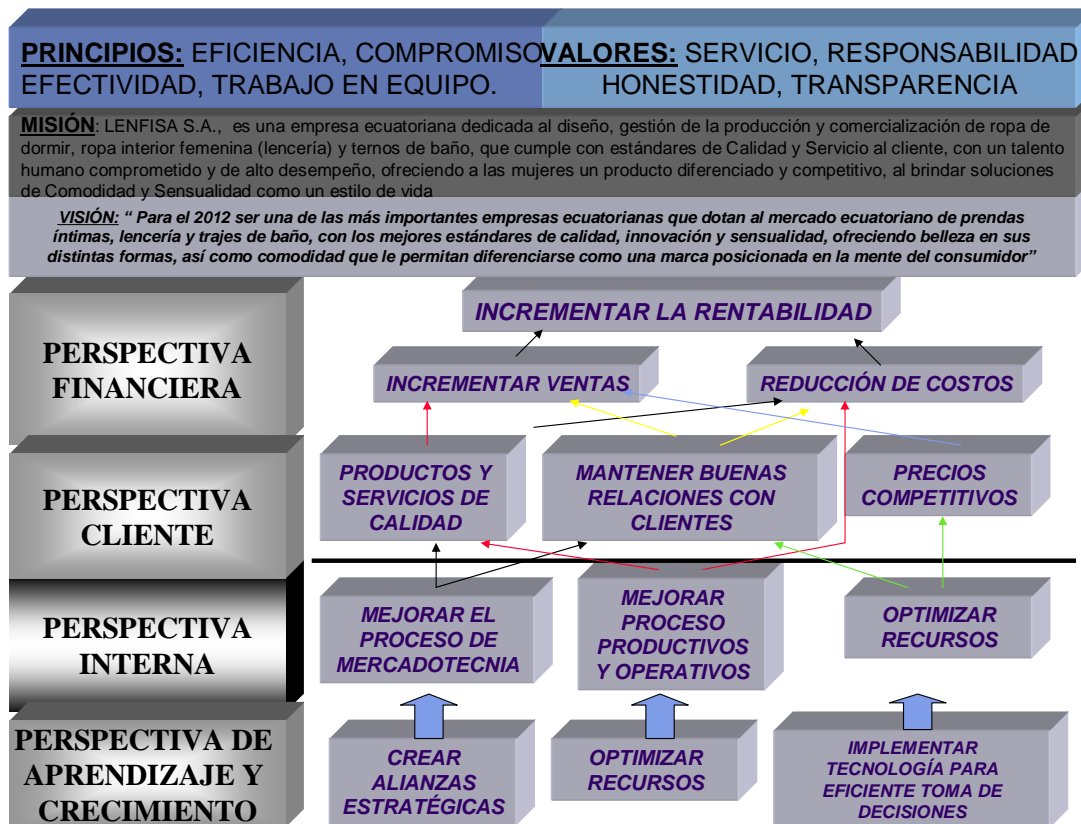 PRINCIPIOS: EFICIENCIA, COMPROMISO
EFECTIVIDAD, TRABAJO EN EQUIPO.
VALORES: SERVICIO, RESPONSABILIDAD
HONESTIDAD, TRANSPARENCIA
MISIÓN: LENFISA S.A., es una empresa ecuatoriana dedicada al diseño, gestión de la producción y comercialización de ropa de
dormir, ropa interior femenina (lencería) y ternos de baño, que cumple con estándares de Calidad y Servicio al cliente, con un talento
humano comprometido y de alto desempeño, ofreciendo a las mujeres un producto diferenciado y competitivo, al brindar soluciones
de Comodidad y Sensualidad como un estilo de vida
VISIÓN: “ Para el 2012 ser una de las más importantes empresas ecuatorianas que dotan al mercado ecuatoriano de prendas
íntimas, lencería y trajes de baño, con los mejores estándares de calidad, innovación y sensualidad, ofreciendo belleza en sus
distintas formas, así como comodidad que le permitan diferenciarse como una marca posicionada en la mente del consumidor”
PERSPECTIVA
FINANCIERA
INCREMENTAR LA RENTABILIDAD
INCREMENTAR VENTAS
REDUCCIÓN DE COSTOS
PERSPECTIVA
CLIENTE
PRODUCTOS Y
SERVICIOS DE
CALIDAD
MANTENER BUENAS
RELACIONES CON
CLIENTES
PRECIOS
COMPETITIVOS
PERSPECTIVA
INTERNA
MEJORAR EL
PROCESO DE
MERCADOTECNIA
MEJORAR
PROCESO
PRODUCTIVOS
Y OPERATIVOS
OPTIMIZAR
RECURSOS
PERSPECTIVA DE
APRENDIZAJE Y
CRECIMIENTO
CREAR
ALIANZAS
ESTRATÉGICAS
OPTIMIZAR
RECURSOS
IMPLEMENTAR
TECNOLOGÍA PARA
EFICIENTE TOMA DE
DECISIONES